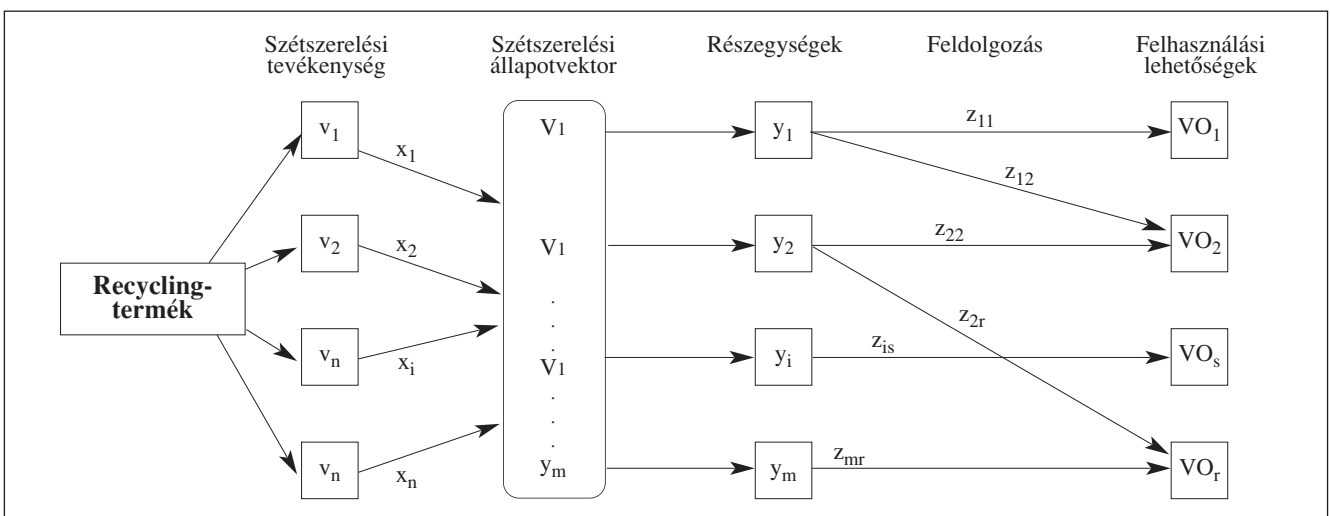 Szétszerelési
tevékenység
Szétszerelési
állapotvektor
Részegységek
Feldolgozás
Felhasználási
lehetőségek
v1
x1
V1
y1
z11
z12
VO1
v2
x2
V1
y2
z22
z2r
VO2
Recycling-
termék
.
.
.
vn
xi
V1
yi
zis
VOs
.
.
.
vn
xn
ym
ym
zmr
VOr